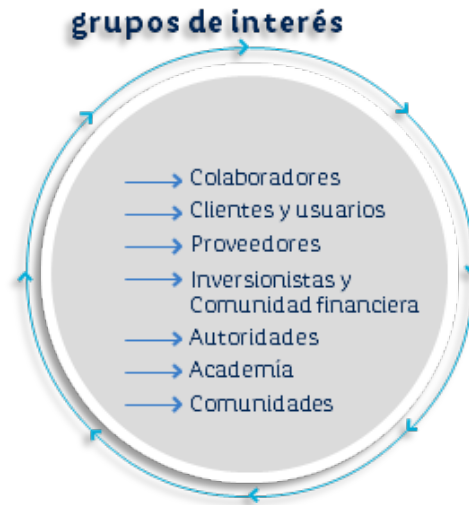 grupos de interés
Colaboradores
Clientes y usuarios
Proveedores
Inversionistas y
Comunidad financiera
Autoridades
Academía
Comunidades